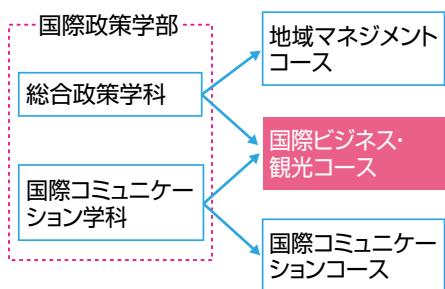 国際政策学部
総合政策学科
国際コミュニケー
ション学科
地域マネジメント
コース
国際ビジネス・
観光コース
国際コミュニケー
ションコース